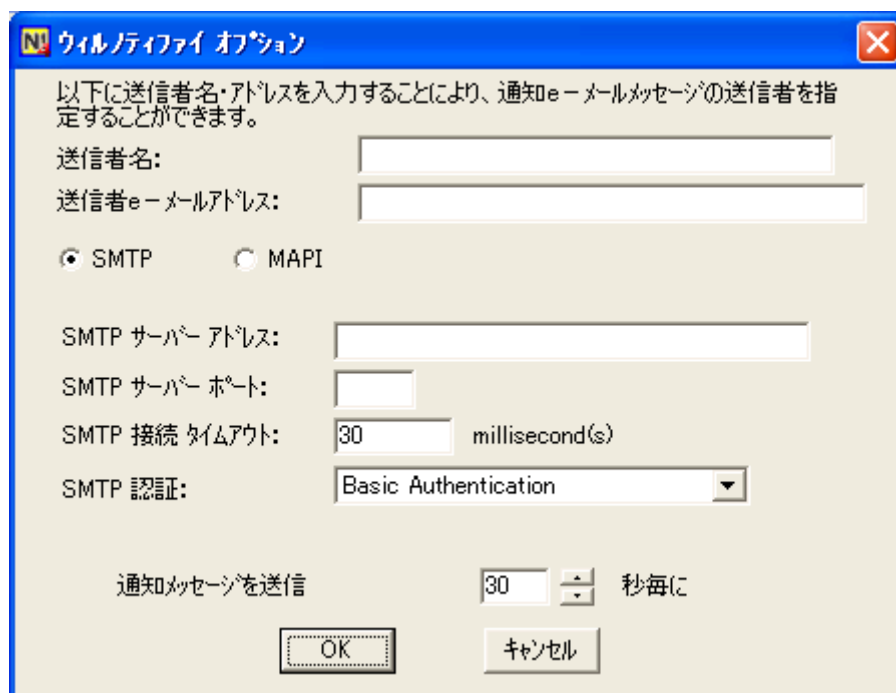 N!
ウィルノティファイ オプション
以下に送信者名・アドレスを入力することにより、通知e－メールメッセージの送信者を指
定することができます。
送信者名:
送信者e－メールアドレス:
SMTP MAPI
SMTP サーバー アドレス:
SMTP サーバー ポート:
SMTP 接続 タイムアウト: 30 millisecond(s)
SMTP 認証: Basic Authentication
通知メッセージを送信 30 秒毎に
OK キャンセル